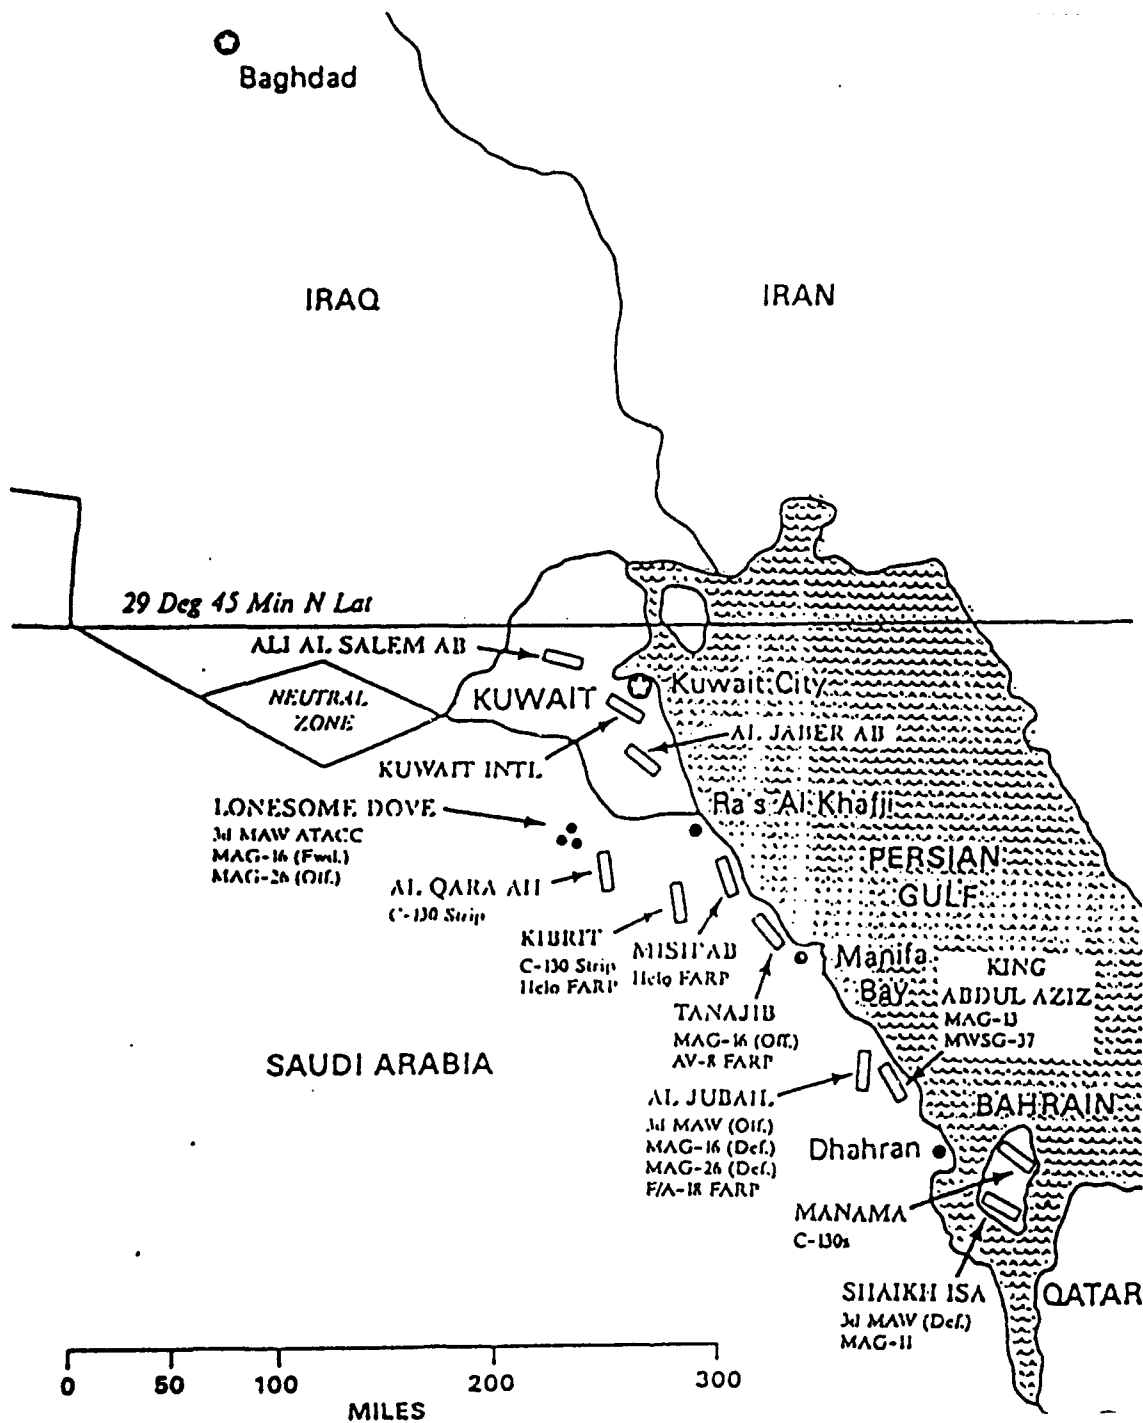 Baghdad
IRAQ
IRAN
29 Deg 45 Min N Lat
ALI AL SALEM AB
NEUTRAL
ZONE
KUWAIT
Kuwait City
AL JABER AB
KUWAIT INTL
LONESOME DOVE
3d MAW ATACC
MAG-16 (Fwd.)
MAG-26 (Off.)
Ra's Al Khafji
PERSIAN
GULF
AL QARA AH
C-130 Strip
KIBRIT
C-130 Strip
Helo FARP
MISH'AB
Helo FARP
Manifa
Bay
KING
ABDUL AZIZ
MAG-13
MWSG-37
TANAJIB
MAG-16 (Off.)
AV-8 FARP
SAUDI ARABIA
AL JUBAIL
3d MAW (Off.)
MAG-16 (Def.)
MAG-26 (Def.)
F/A-18 FARP
BAHRAIN
Dhahran
MANAMA
C-130s
SHAIKH ISA
3d MAW (Def.)
MAG-11
QATAR
0 50 100 200 300
MILES